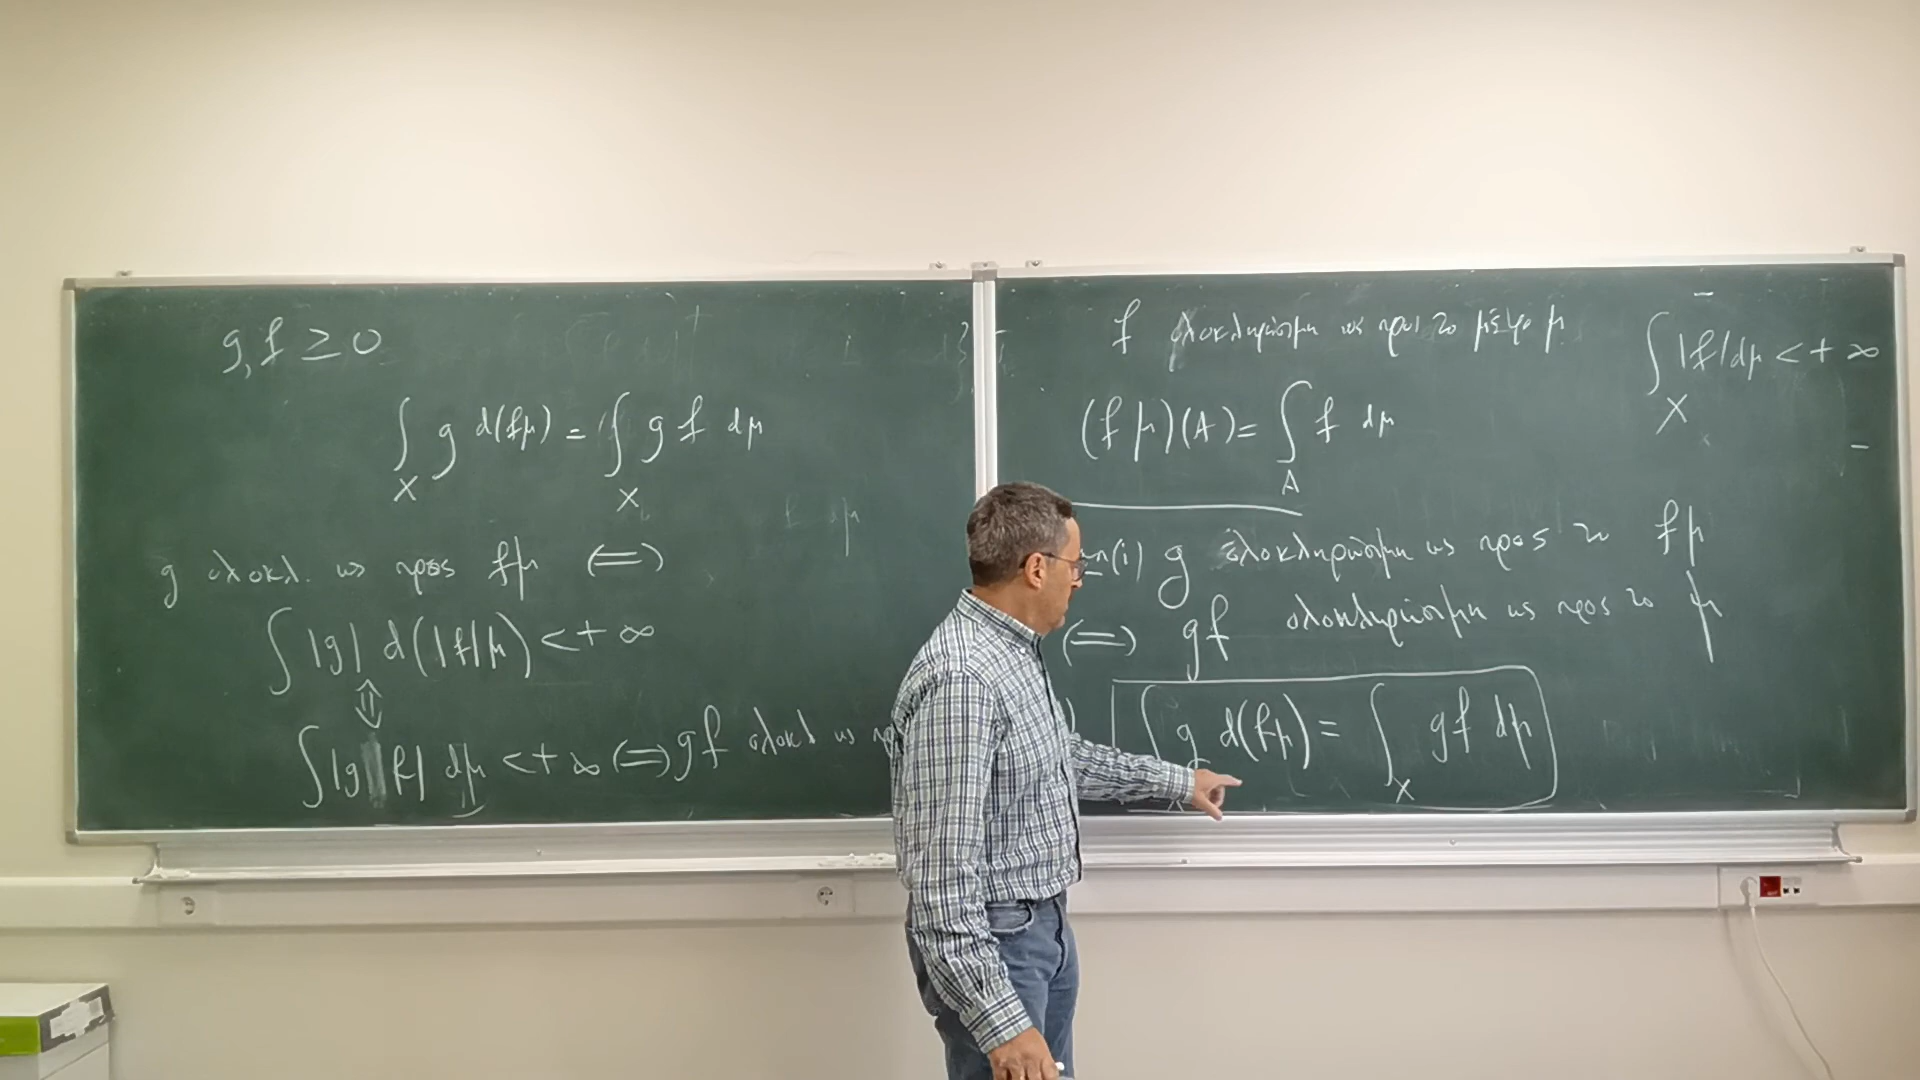 g, f ≥ 0
∫_X g d(fμ) = ∫_X g f dμ
g ολοκλ. ως προς fμ ⟺
∫ |g| d(|f|μ) < +∞
⇕
∫ |g f| dμ < +∞ ⟺ gf ολοκλ ως
f ολοκληρώσιμη ως προς το μέτρο μ
∫_X |f| dμ < +∞
(fμ)(A) = ∫_A f dμ
(i) g ολοκληρώσιμη ως προς το fμ
⟺ gf ολοκληρώσιμη ως προς το μ
∫ g d(fμ) = ∫_X gf dμ